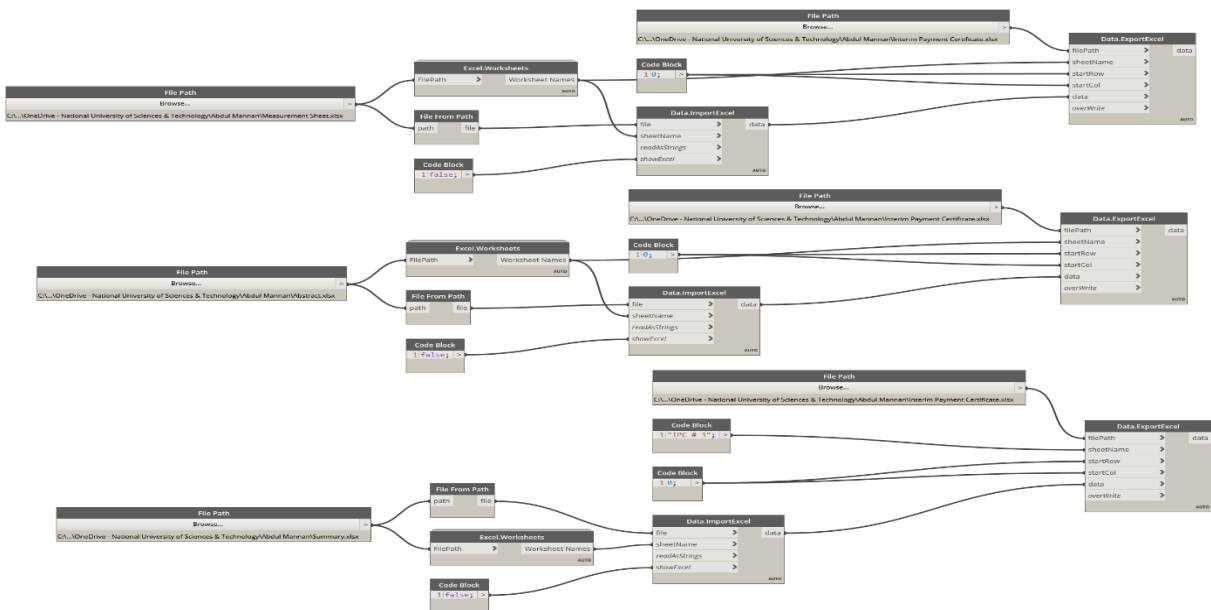 File Path
Browse...
>
C:\...\OneDrive - National University of Sciences & Technology\Abdul Mannan\Interim Payment Certificate.xlsx
Data.ExportExcel
filePath > data
sheetName >
startRow >
startCol >
data >
overWrite >
AUTO
Excel.Worksheets
FilePath > Worksheet Names
AUTO
Code Block
1 0; >
File Path
Browse...
>
C:\...\OneDrive - National University of Sciences & Technology\Abdul Mannan\Measurement Sheet.xlsx
File From Path
path file
Data.ImportExcel
file > data
sheetName >
readAsStrings >
showExcel >
AUTO
Code Block
1 false; >
File Path
Browse...
>
C:\...\OneDrive - National University of Sciences & Technology\Abdul Mannan\Interim Payment Certificate.xlsx
Data.ExportExcel
filePath > data
sheetName >
startRow >
startCol >
data >
overWrite >
AUTO
Excel.Worksheets
FilePath > Worksheet Names
AUTO
Code Block
1 0; >
File Path
Browse...
>
C:\...\OneDrive - National University of Sciences & Technology\Abdul Mannan\Abstract.xlsx
File From Path
path file
Data.ImportExcel
file > data
sheetName >
readAsStrings >
showExcel >
AUTO
Code Block
1 false; >
File Path
Browse...
>
C:\...\OneDrive - National University of Sciences & Technology\Abdul Mannan\Interim Payment Certificate.xlsx
Code Block
1 "IPC # 3"; >
Data.ExportExcel
filePath > data
sheetName >
startRow >
startCol >
data >
overWrite >
AUTO
Code Block
1 0; >
File From Path
path file
File Path
Browse...
>
C:\...\OneDrive - National University of Sciences & Technology\Abdul Mannan\Summary.xlsx
Data.ImportExcel
file > data
sheetName >
readAsStrings >
showExcel >
AUTO
Excel.Worksheets
FilePath > Worksheet Names
AUTO
Code Block
1 false; >